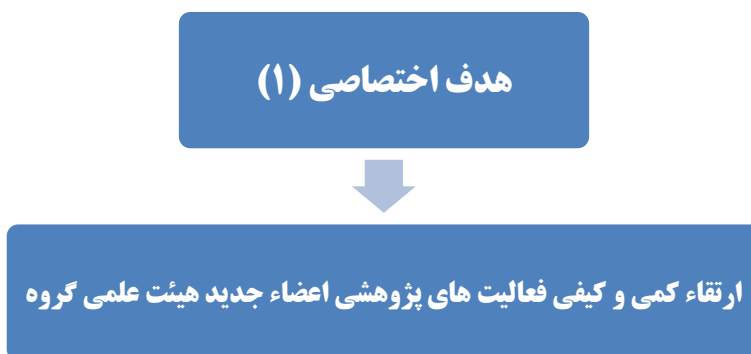 هدف اختصاصی (۱)
ارتقاء کمی و کیفی فعالیت های پژوهشی اعضاء جدید هیئت علمی گروه